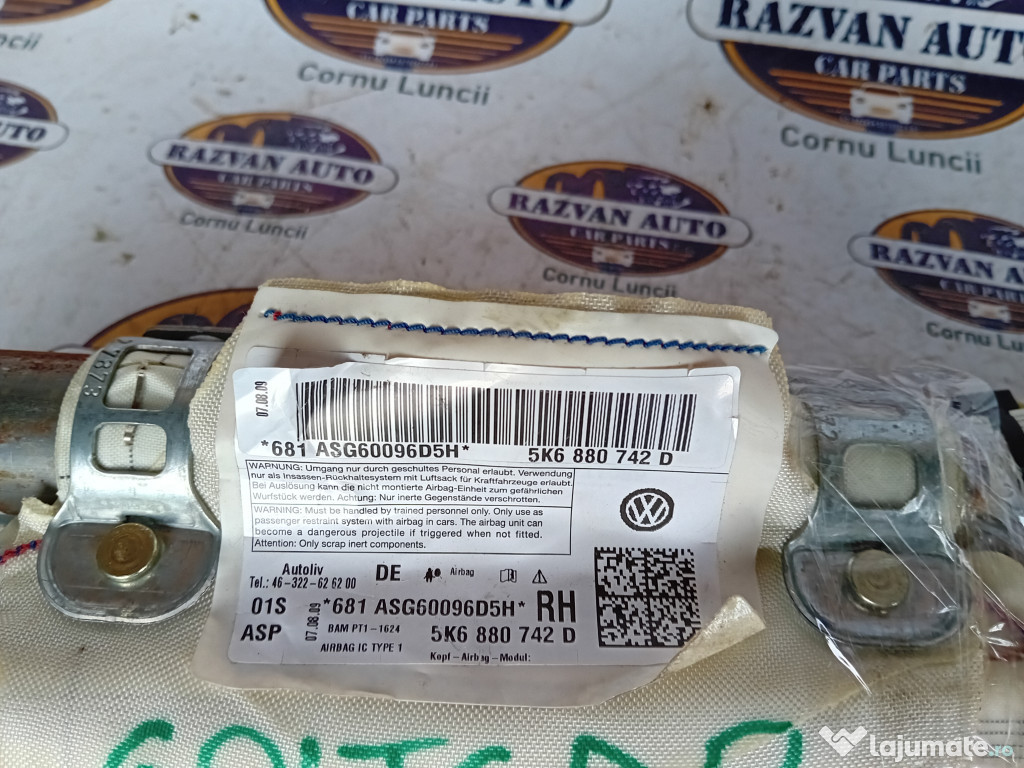 RAZVAN AUTO
CAR PARTS
Cornu Luncii
CAR PARTS
Cornu Luncii
AUTO
RAZVAN AUTO
CAR PARTS
Cornu Luncii
RAZVAN AUTO
CAR PARTS
Cornu Luncii
RAZVAN
CAR PARTS
Cornu
07.08.09
*681 ASG60096D5H*
5K6 880 742 D
WARNUNG: Umgang nur durch geschultes Personal erlaubt. Verwendung
nur als Insassen-Rückhaltesystem mit Luftsack für Kraftfahrzeuge erlaubt.
Bei Auslösung kann die nicht montierte Airbag-Einheit zum gefährlichen
Wurfstück werden. Achtung: Nur inerte Gegenstände verschrotten.
WARNING: Must be handled by trained personnel only. Only use as
passenger restraint system with airbag in cars. The airbag unit can
become a dangerous projectile if triggered when not fitted.
Attention: Only scrap inert components.
Autoliv
Tel.: 46-322-62 62 00
DE
Airbag
01S
07.08.09
*681 ASG60096D5H*
RH
ASP
BAM PT1-1624
5K6 880 742 D
AIRBAG IC TYPE 1
Kopf-Airbag-Modul:
lajumate.ro